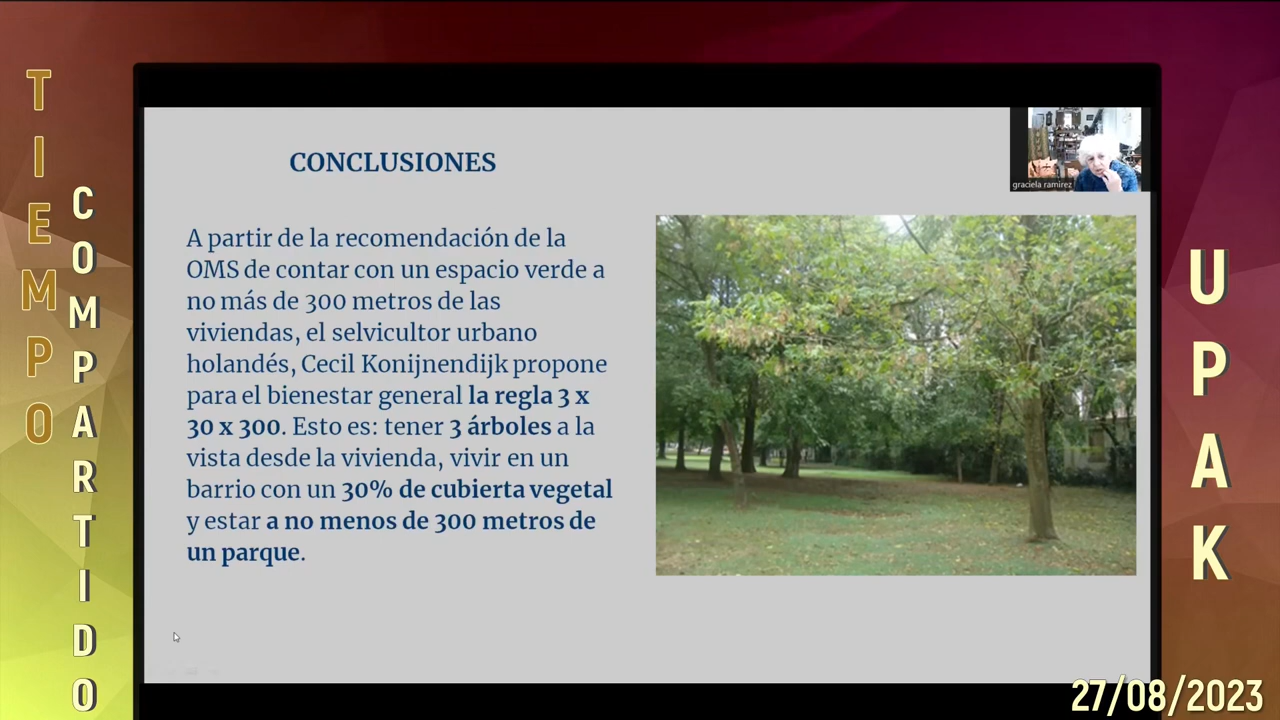 TIEMPO
COMPARTIDO
CONCLUSIONES
A partir de la recomendación de la
OMS de contar con un espacio verde a
no más de 300 metros de las
viviendas, el selvicultor urbano
holandés, Cecil Konijnendijk propone
para el bienestar general la regla 3 x
30 x 300. Esto es: tener 3 árboles a la
vista desde la vivienda, vivir en un
barrio con un 30% de cubierta vegetal
y estar a no menos de 300 metros de
un parque.
graciela ramirez
UPAK
27/08/2023